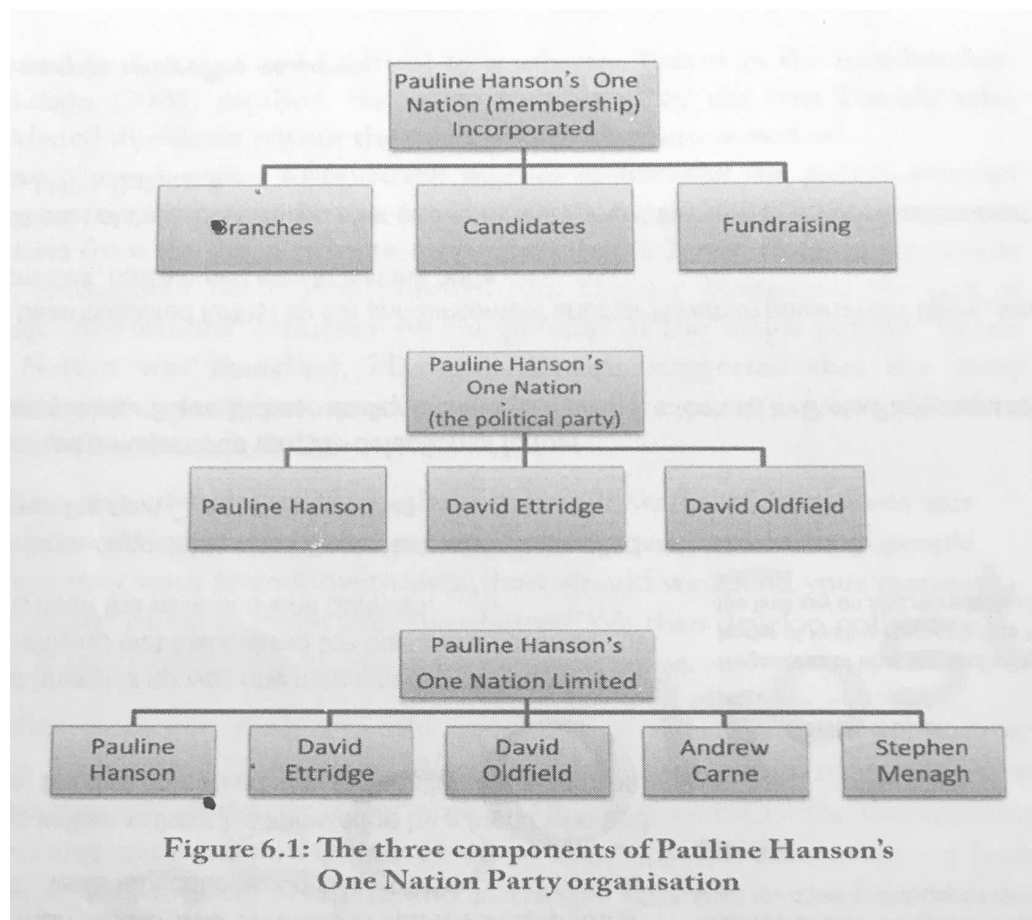 Pauline Hanson's One
Nation (membership)
Incorporated
Branches
Candidates
Fundraising
Pauline Hanson's
One Nation
(the political party)
Pauline Hanson
David Ettridge
David Oldfield
Pauline Hanson's
One Nation Limited
Pauline
Hanson
David
Ettridge
David
Oldfield
Andrew
Carne
Stephen
Menagh
Figure 6.1: The three components of Pauline Hanson's
One Nation Party organisation